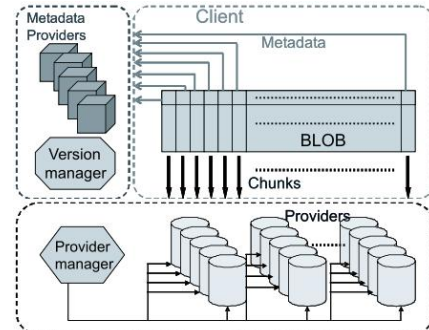 Metadata
Providers
Client
Metadata
BLOB
Version
manager
Chunks
Providers
Provider
manager